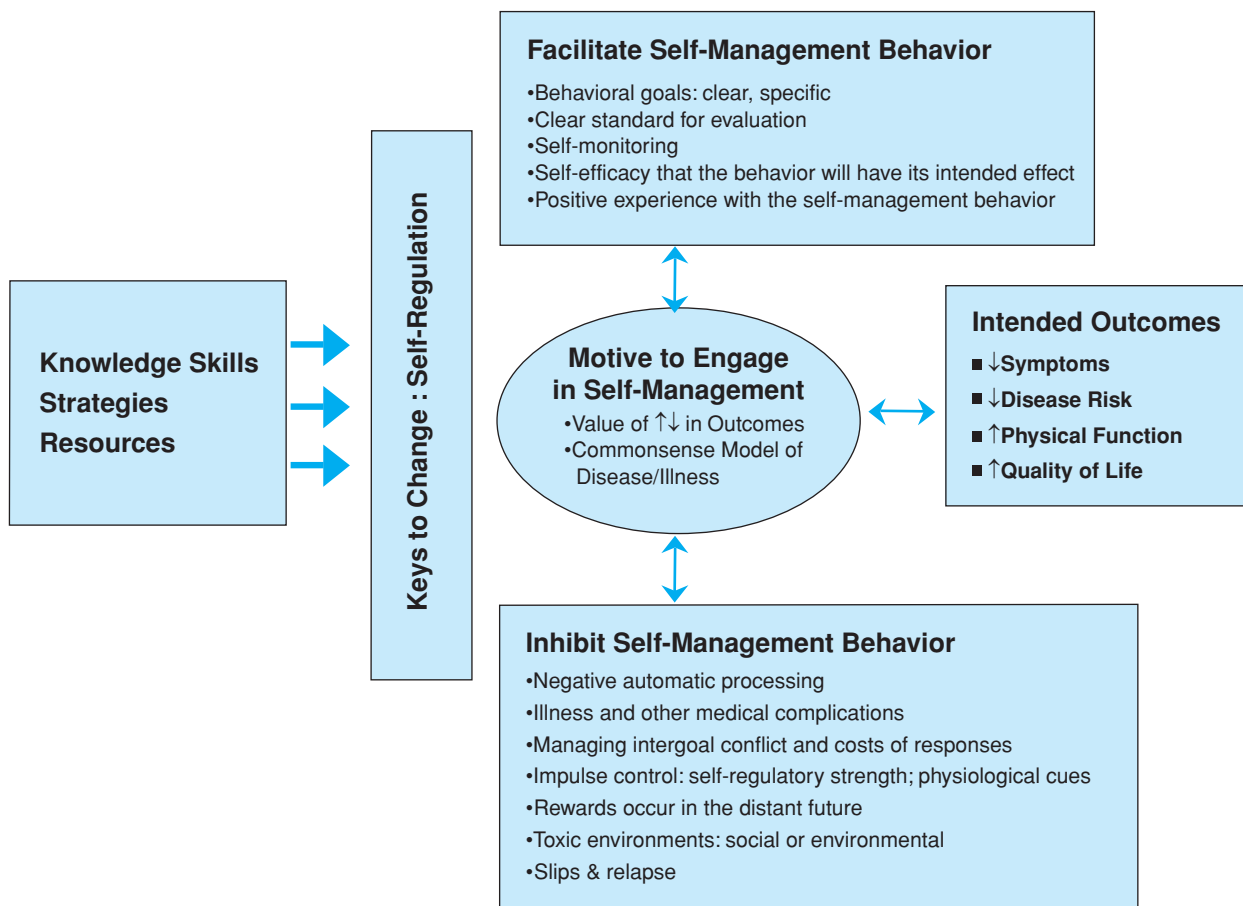 Knowledge Skills
Strategies
Resources
Keys to Change : Self-Regulation
Facilitate Self-Management Behavior
•Behavioral goals: clear, specific
•Clear standard for evaluation
•Self-monitoring
•Self-efficacy that the behavior will have its intended effect
•Positive experience with the self-management behavior
Motive to Engage
in Self-Management
•Value of ↑↓ in Outcomes
•Commonsense Model of
Disease/Illness
Intended Outcomes
■ ↓Symptoms
■ ↓Disease Risk
■ ↑Physical Function
■ ↑Quality of Life
Inhibit Self-Management Behavior
•Negative automatic processing
•Illness and other medical complications
•Managing intergoal conflict and costs of responses
•Impulse control: self-regulatory strength; physiological cues
•Rewards occur in the distant future
•Toxic environments: social or environmental
•Slips & relapse